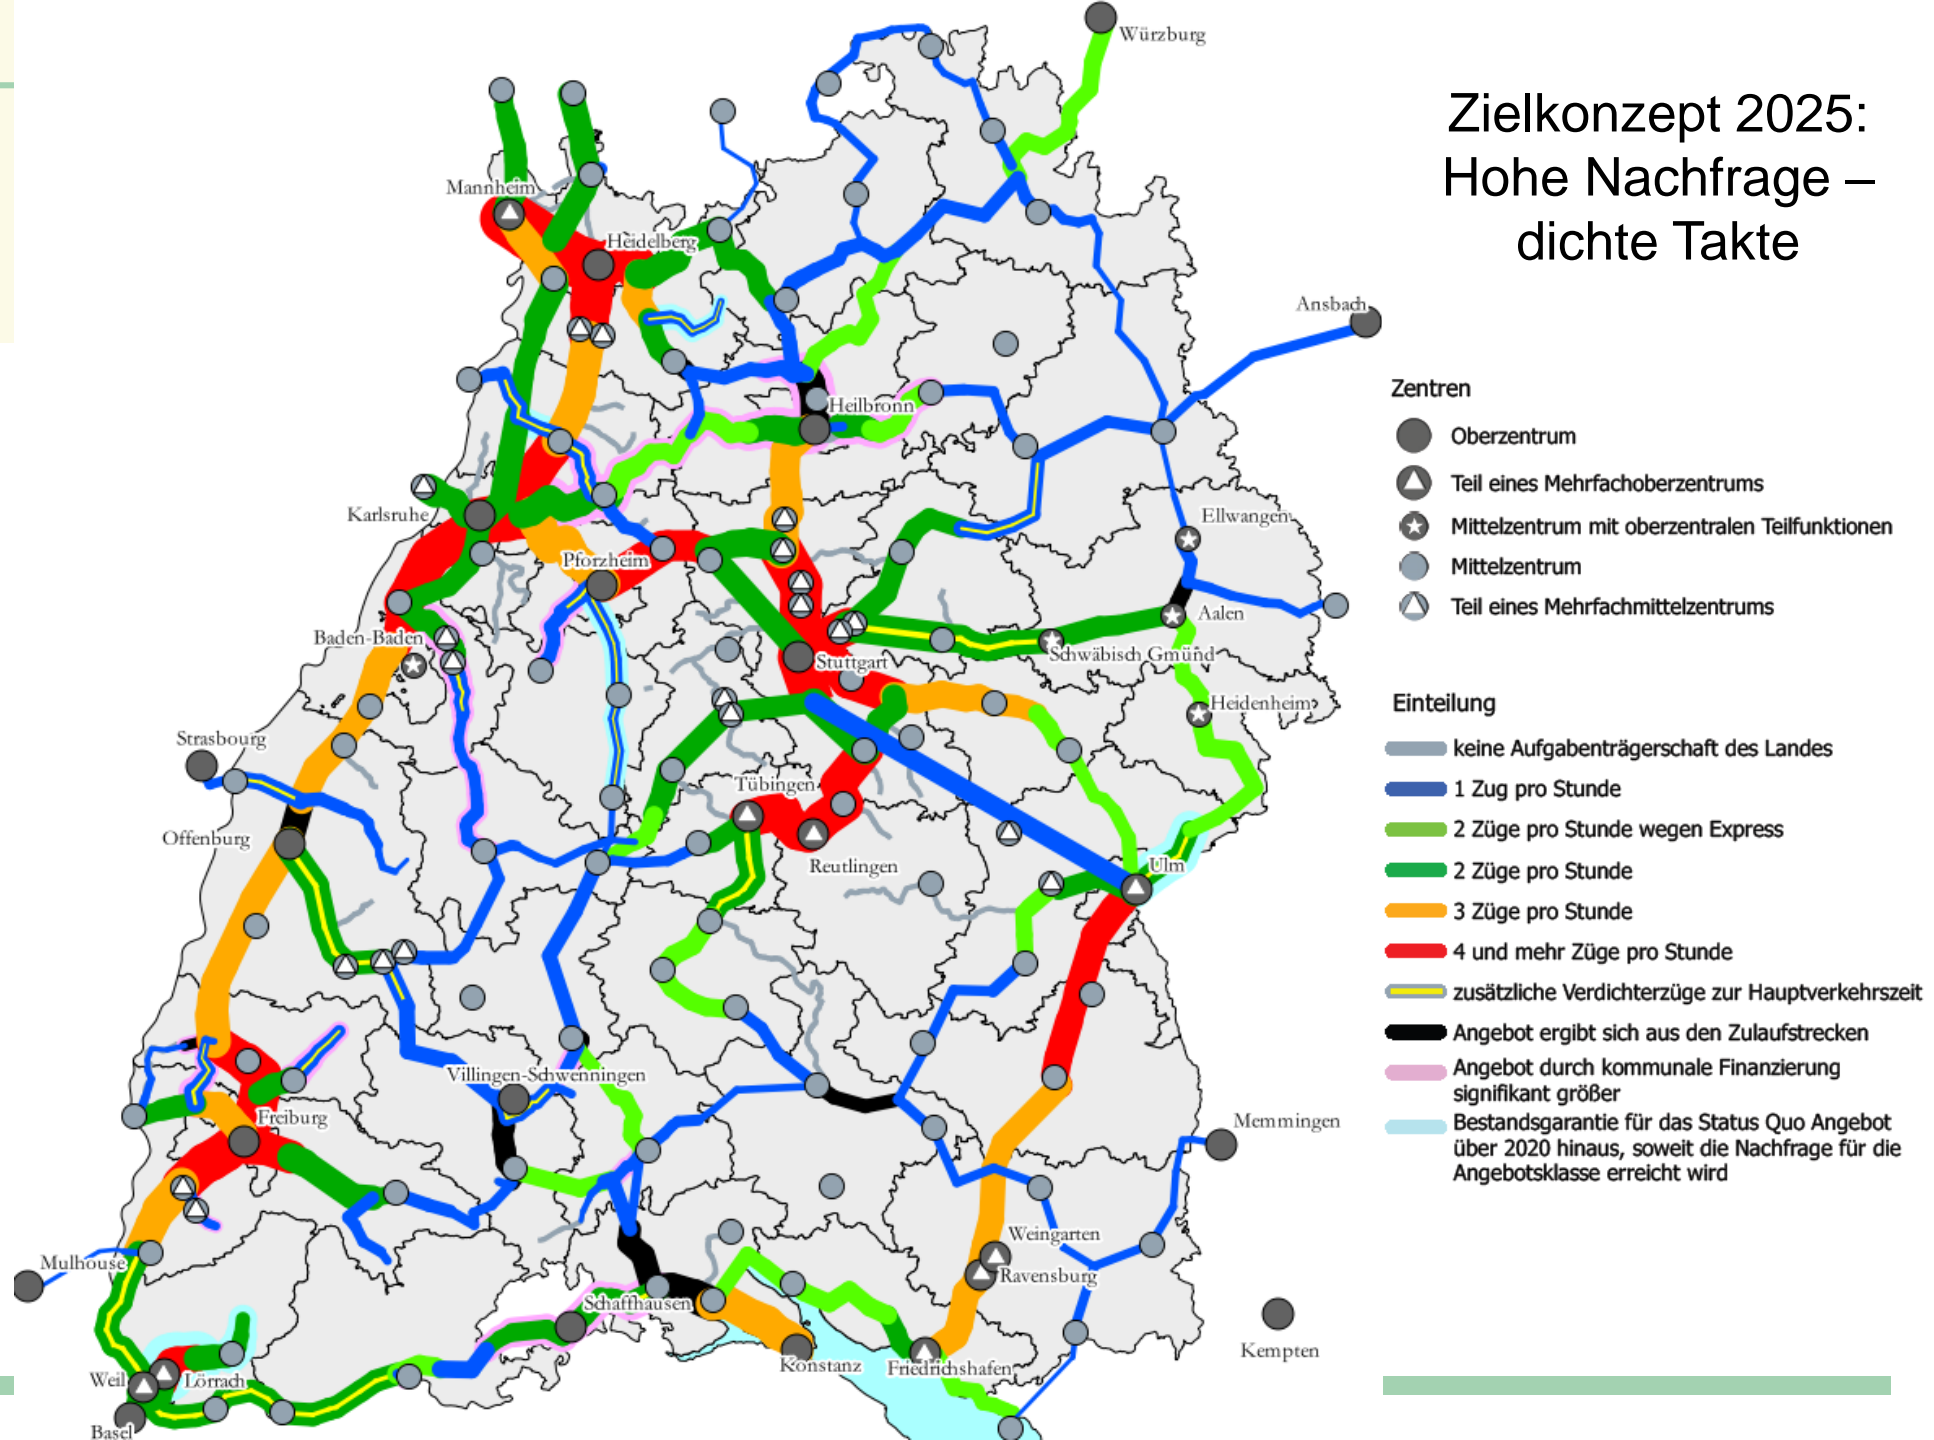 Zielkonzept 2025:
Hohe Nachfrage –
dichte Takte
Würzburg
Mannheim
Heidelberg
Ansbach
Heilbronn
Karlsruhe
Ellwangen
Pforzheim
Aalen
Baden-Baden
Stuttgart
Schwäbisch Gmünd
Heidenheim
Strasbourg
Tübingen
Offenburg
Reutlingen
Ulm
Villingen-Schwenningen
Freiburg
Memmingen
Weingarten
Mulhouse
Ravensburg
Schaffhausen
Kempten
Konstanz
Friedrichshafen
Weil
Lörrach
Basel
Zentren
Oberzentrum
Teil eines Mehrfachoberzentrums
Mittelzentrum mit oberzentralen Teilfunktionen
Mittelzentrum
Teil eines Mehrfachmittelzentrums
Einteilung
keine Aufgabenträgerschaft des Landes
1 Zug pro Stunde
2 Züge pro Stunde wegen Express
2 Züge pro Stunde
3 Züge pro Stunde
4 und mehr Züge pro Stunde
zusätzliche Verdichterzüge zur Hauptverkehrszeit
Angebot ergibt sich aus den Zulaufstrecken
Angebot durch kommunale Finanzierung
signifikant größer
Bestandsgarantie für das Status Quo Angebot
über 2020 hinaus, soweit die Nachfrage für die
Angebotsklasse erreicht wird